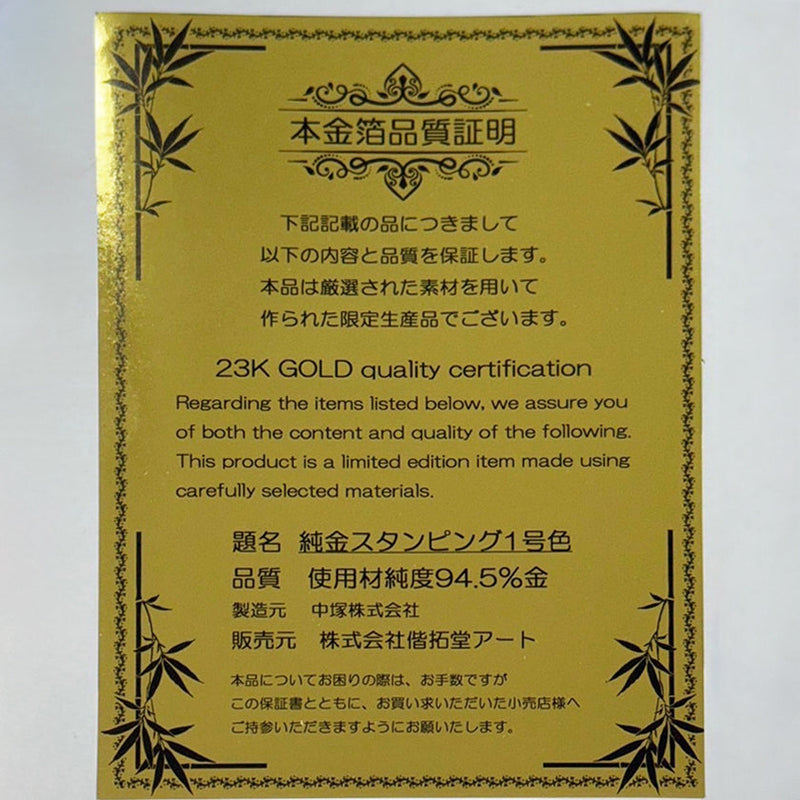 本金箔品質証明
下記記載の品につきまして
以下の内容と品質を保証します。
本品は厳選された素材を用いて
作られた限定生産品でございます。
23K GOLD quality certification
Regarding the items listed below, we assure you
of both the content and quality of the following.
This product is a limited edition item made using
carefully selected materials.
題名 純金スタンピング1号色
品質 使用材純度94.5%金
製造元 中塚株式会社
販売元 株式会社偕拓堂アート
本品についてお困りの際は、お手数ですが
この保証書とともに、お買い求いただいた小売店様へ
ご持参いただきますようにお願いいたします。